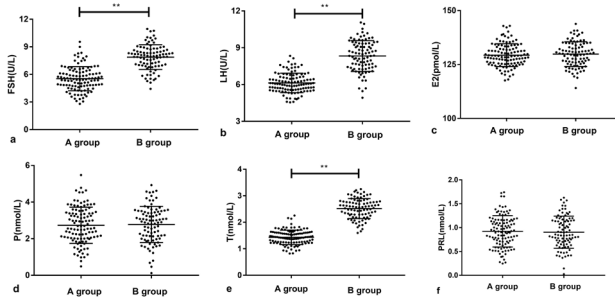 **
12
9
6
3
0
FSH(U/L)
A group
B group
a
**
12
9
6
3
LH(U/L)
A group
B group
b
150
125
100
E2(pmol/L)
A group
B group
c
6
4
2
0
P(nmol/L)
A group
B group
d
**
4
3
2
1
0
T(nmol/L)
A group
B group
e
2.0
1.5
1.0
0.5
0.0
PRL(nmol/L)
A group
B group
f